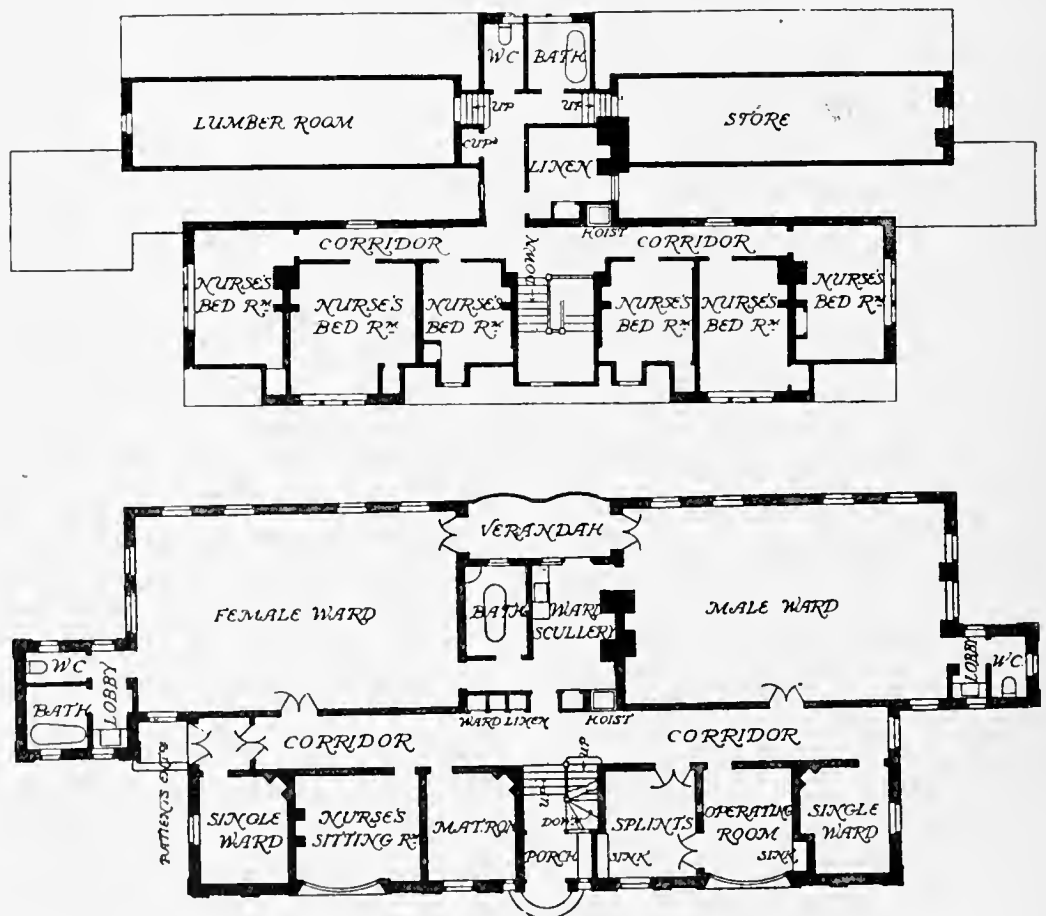 WC
BATH
LUMBER ROOM
UP
UP
STORE
CUPD
LINEN
HOIST
CORRIDOR
DOWN
CORRIDOR
NURSE'S
BED RM.
NURSE'S
BED RM.
NURSE'S
BED RM.
NURSE'S
BED RM.
NURSE'S
BED RM.
NURSE'S
BED RM.
VERANDAH
FEMALE WARD
BATH
WARD
SCULLERY
MALE WARD
WC
LOBBY
BATH
LOBBY
WC
WARD LINEN
HOIST
CORRIDOR
CORRIDOR
PATIENTS EXITS
UP
UP
DOWN
SINGLE
WARD
NURSE'S
SITTING R.
MATRON
PORCH
SPLINTS
SINK
OPERATING
ROOM
SINK
SINGLE
WARD